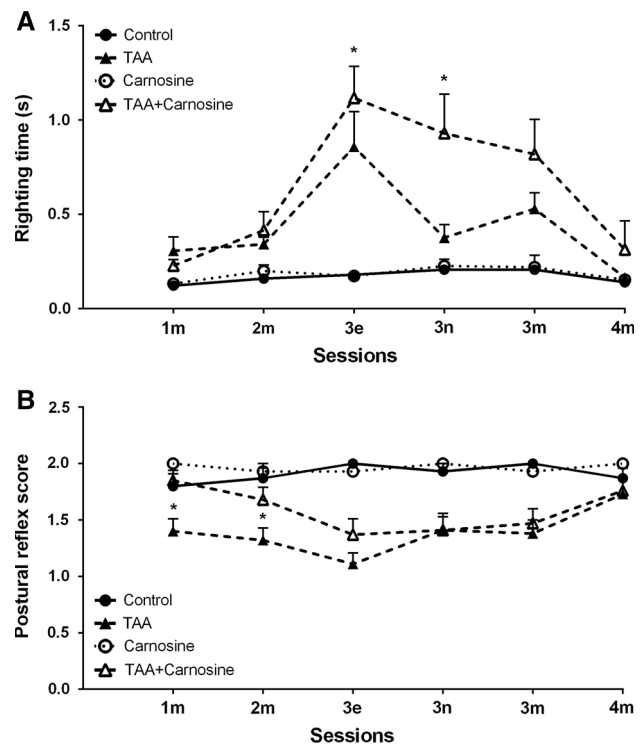 A
1.5
1.0
0.5
0.0
Righting time (s)
Control
TAA
Carnosine
TAA+Carnosine
*
*
1m 2m 3e 3n 3m 4m
Sessions
B
2.5
2.0
1.5
1.0
0.5
0.0
Postural reflex score
*
*
Control
TAA
Carnosine
TAA+Carnosine
1m 2m 3e 3n 3m 4m
Sessions